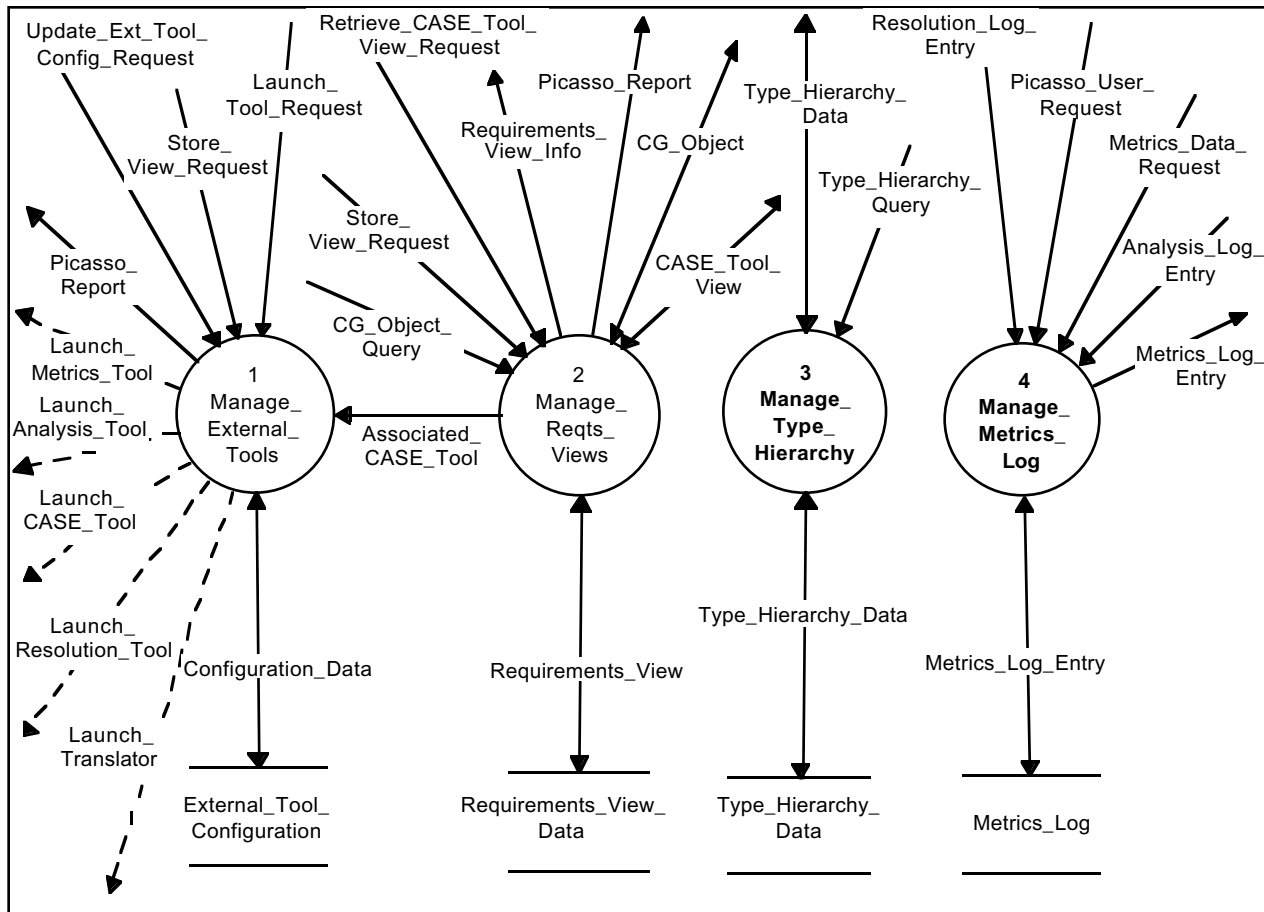 Update_Ext_Tool_
Config_Request
Launch_
Tool_Request
Store_
View_Request
Picasso_
Report
Launch_
Metrics_Tool
Launch_
Analysis_Tool
Launch_
CASE_Tool
Launch_
Resolution_Tool
Launch_
Translator
1
Manage_
External_
Tools
Configuration_Data
External_Tool_
Configuration
Retrieve_CASE_Tool_
View_Request
Requirements_
View_Info
Picasso_Report
CG_Object
Store_
View_Request
CG_Object_
Query
CASE_Tool_
View
Associated_
CASE_Tool
2
Manage_
Reqts_
Views
Requirements_View
Requirements_View_
Data
Type_Hierarchy_
Data
Type_Hierarchy_
Query
3
Manage_
Type_
Hierarchy
Type_Hierarchy_Data
Type_Hierarchy_
Data
Resolution_Log_
Entry
Picasso_User_
Request
Metrics_Data_
Request
Analysis_Log_
Entry
Metrics_Log_
Entry
4
Manage_
Metrics_
Log
Metrics_Log_Entry
Metrics_Log